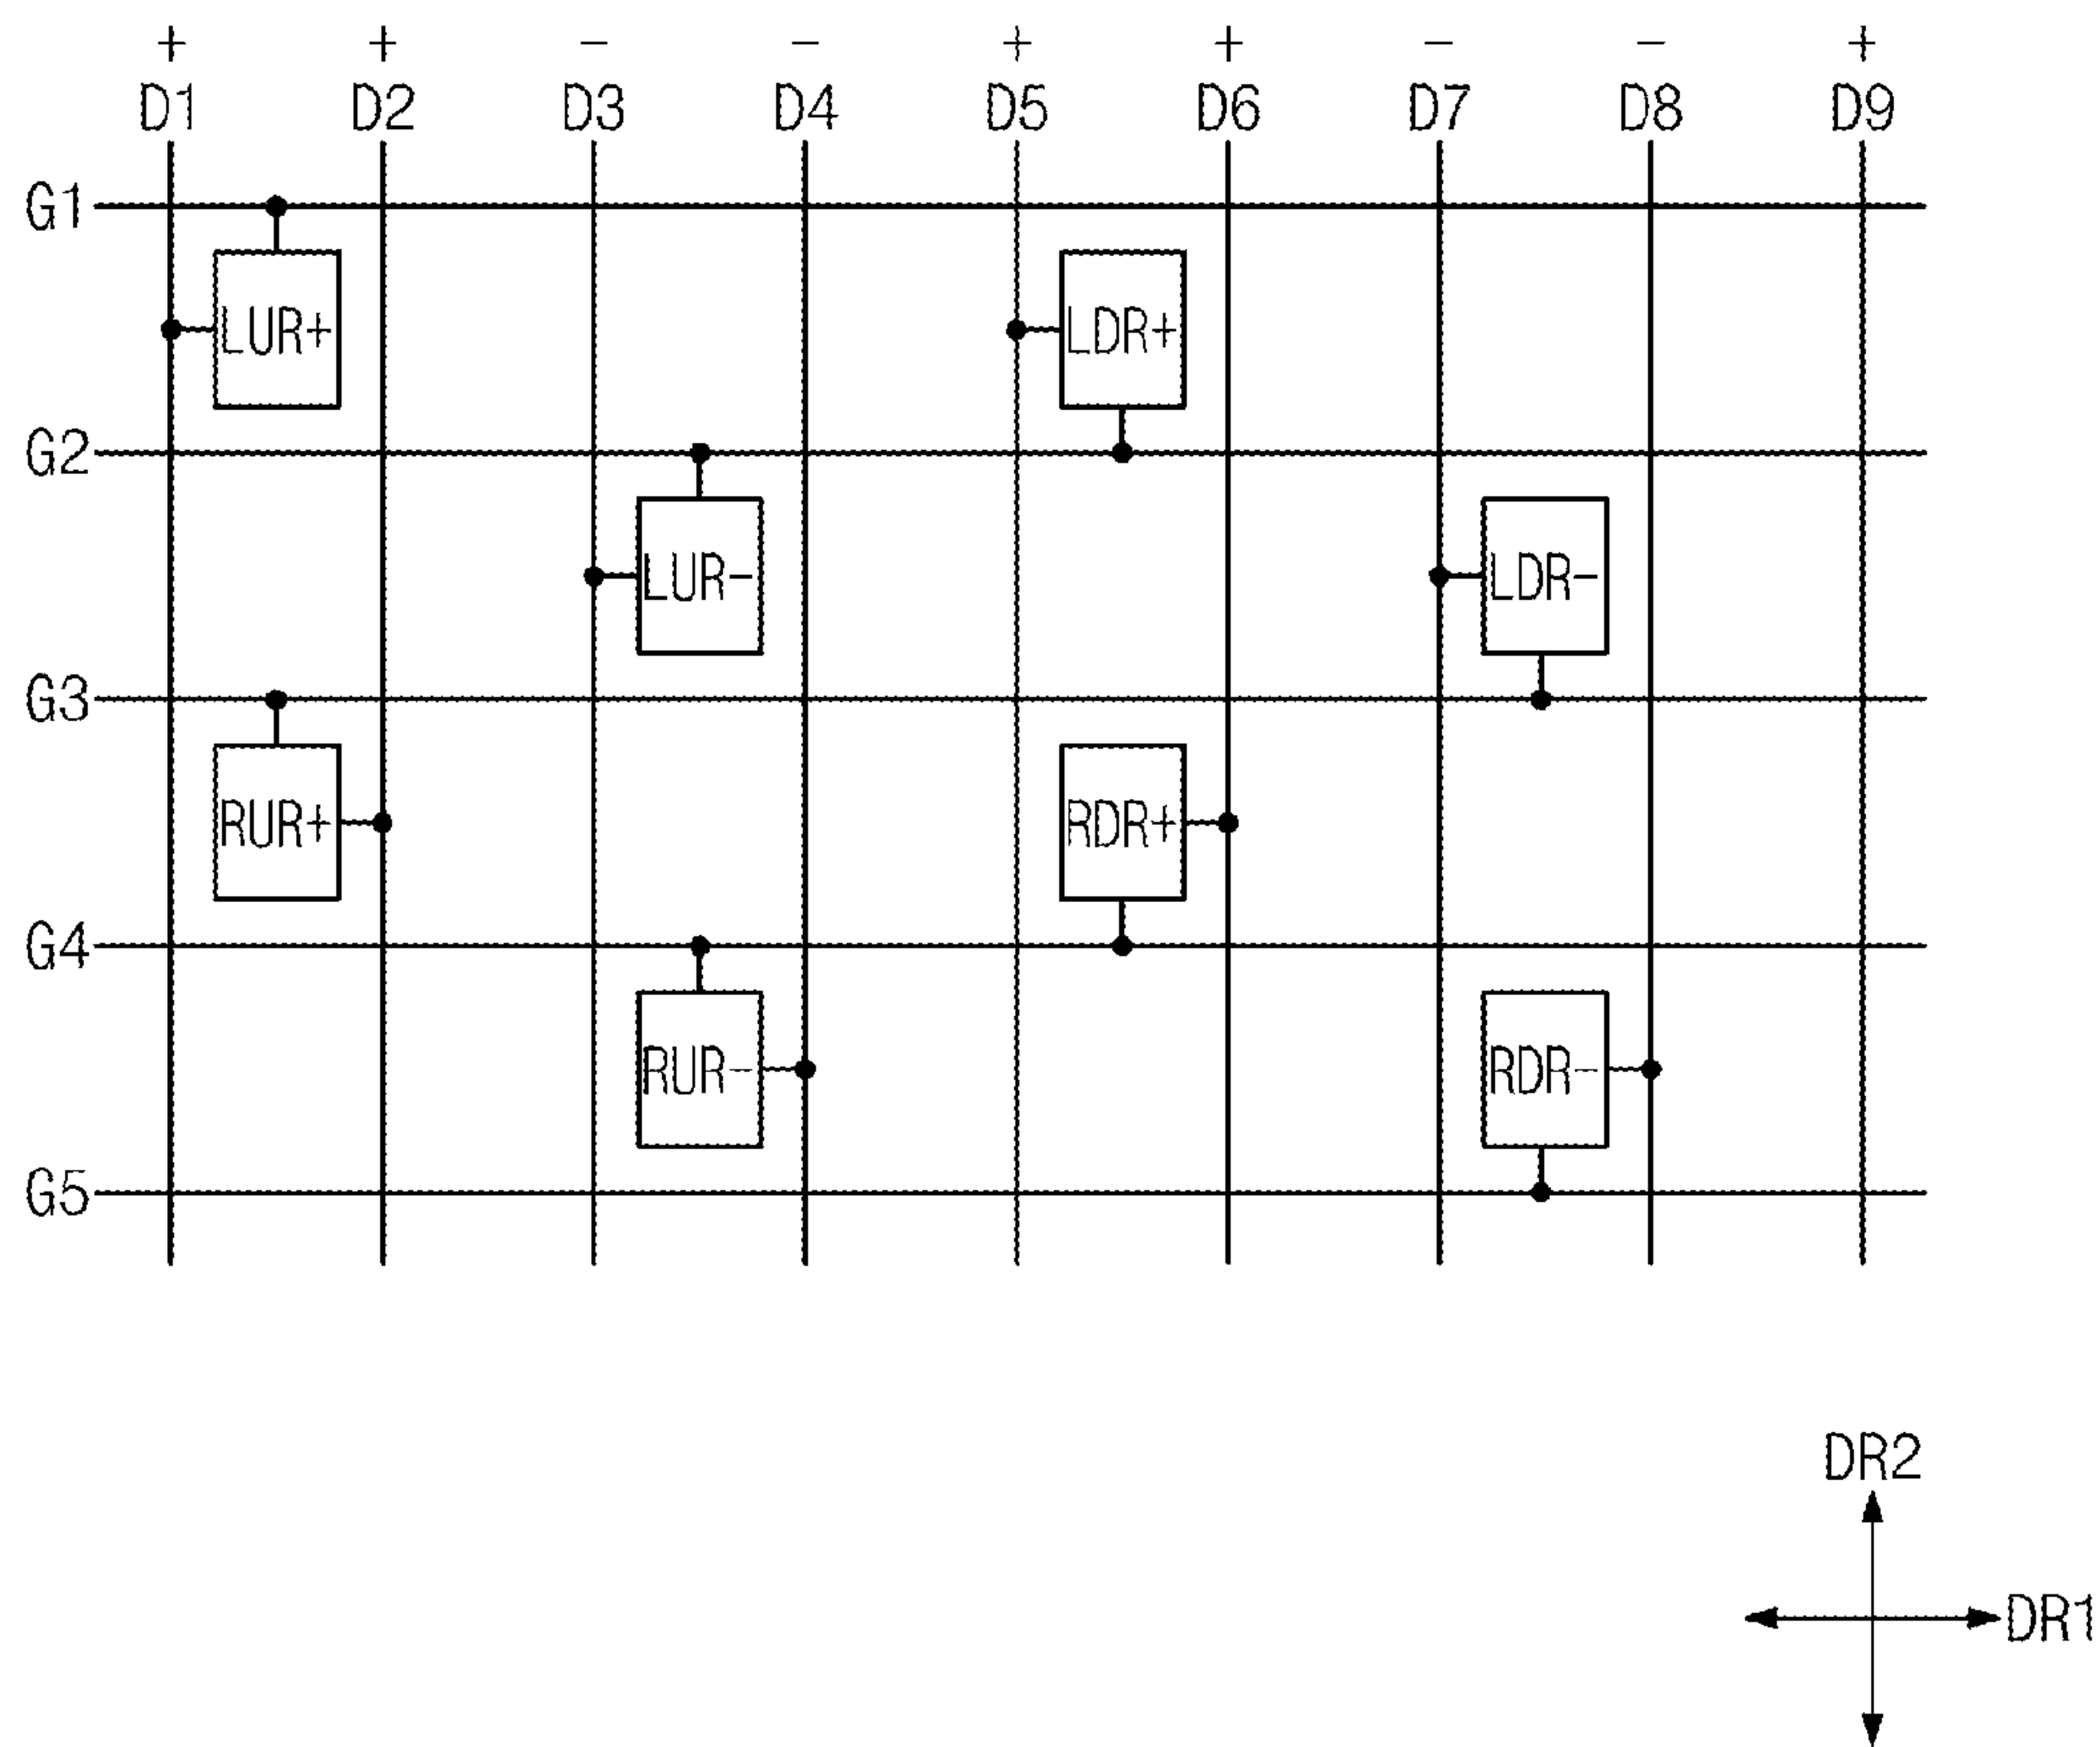 + + - - + + - - +
D1 D2 D3 D4 D5 D6 D7 D8 D9
G1
LUR+ LDR+
G2
LUR- LDR-
G3
RUR+ RDR+
G4
RUR- RDR-
G5
DR2
DR1